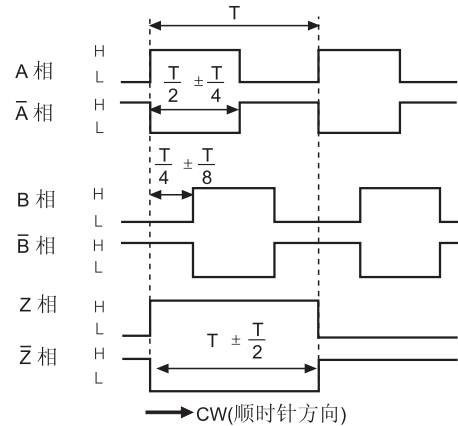 T
A 相 H
L
T/2 ± T/4
A̅ 相 H
L
T/4 ± T/8
B 相 H
L
B̅ 相 H
L
Z 相 H
L
T ± T/2
Z̅ 相 H
L
CW(顺时针方向)